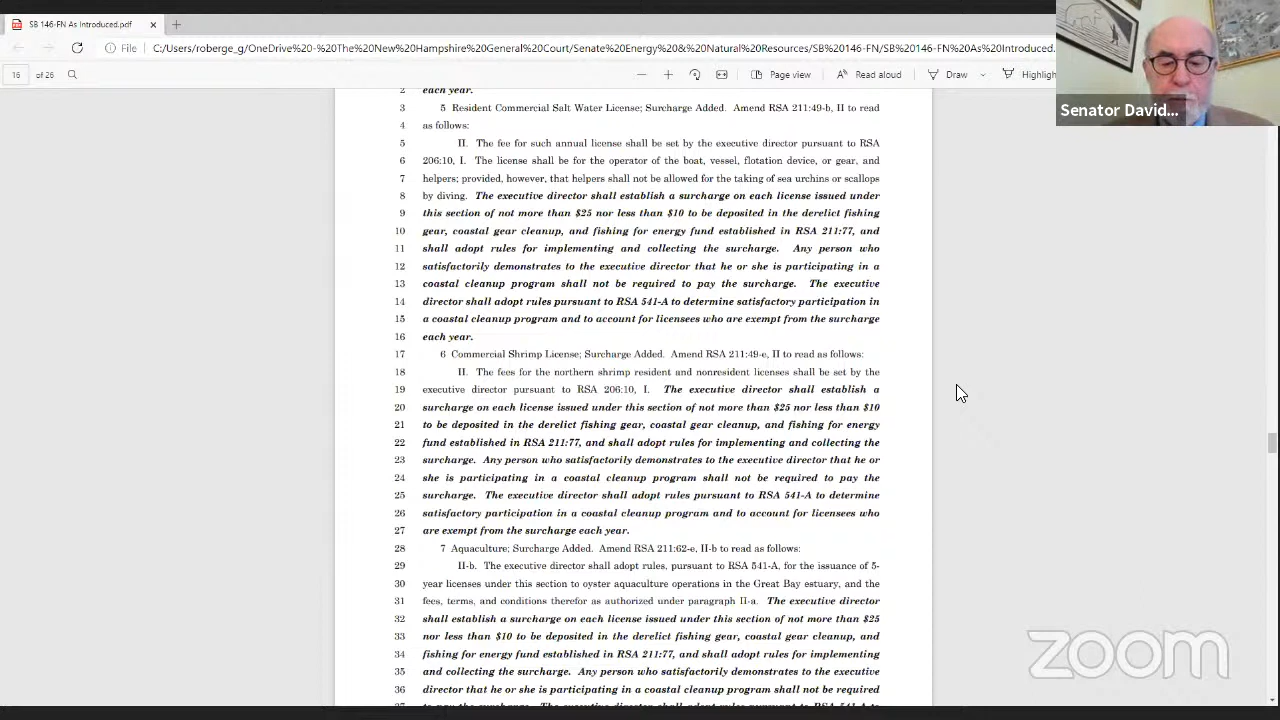 SB 146-FN As Introduced.pdf
File
C:/Users/roberge_g/OneDrive%20-%20The%20New%20Hampshire%20General%20Court/Senate%20Energy%20&%20Natural%20Resources/SB%20146-FN/SB%20146-FN%20As%20Introduced.
16 of 26
Page view
Read aloud
Draw
Highligh
Senator David...
2 each year.
3 5 Resident Commercial Salt Water License; Surcharge Added. Amend RSA 211:49-b, II to read
4 as follows:
5 II. The fee for such annual license shall be set by the executive director pursuant to RSA
6 206:10, I. The license shall be for the operator of the boat, vessel, flotation device, or gear, and
7 helpers; provided, however, that helpers shall not be allowed for the taking of sea urchins or scallops
8 by diving. The executive director shall establish a surcharge on each license issued under
9 this section of not more than $25 nor less than $10 to be deposited in the derelict fishing
10 gear, coastal gear cleanup, and fishing for energy fund established in RSA 211:77, and
11 shall adopt rules for implementing and collecting the surcharge. Any person who
12 satisfactorily demonstrates to the executive director that he or she is participating in a
13 coastal cleanup program shall not be required to pay the surcharge. The executive
14 director shall adopt rules pursuant to RSA 541-A to determine satisfactory participation in
15 a coastal cleanup program and to account for licensees who are exempt from the surcharge
16 each year.
17 6 Commercial Shrimp License; Surcharge Added. Amend RSA 211:49-e, II to read as follows:
18 II. The fees for the northern shrimp resident and nonresident licenses shall be set by the
19 executive director pursuant to RSA 206:10, I. The executive director shall establish a
20 surcharge on each license issued under this section of not more than $25 nor less than $10
21 to be deposited in the derelict fishing gear, coastal gear cleanup, and fishing for energy
22 fund established in RSA 211:77, and shall adopt rules for implementing and collecting the
23 surcharge. Any person who satisfactorily demonstrates to the executive director that he or
24 she is participating in a coastal cleanup program shall not be required to pay the
25 surcharge. The executive director shall adopt rules pursuant to RSA 541-A to determine
26 satisfactory participation in a coastal cleanup program and to account for licensees who
27 are exempt from the surcharge each year.
28 7 Aquaculture; Surcharge Added. Amend RSA 211:62-e, II-b to read as follows:
29 II-b. The executive director shall adopt rules, pursuant to RSA 541-A, for the issuance of 5-
30 year licenses under this section to oyster aquaculture operations in the Great Bay estuary, and the
31 fees, terms, and conditions therefor as authorized under paragraph II-a. The executive director
32 shall establish a surcharge on each license issued under this section of not more than $25
33 nor less than $10 to be deposited in the derelict fishing gear, coastal gear cleanup, and
34 fishing for energy fund established in RSA 211:77, and shall adopt rules for implementing
35 and collecting the surcharge. Any person who satisfactorily demonstrates to the executive
36 director that he or she is participating in a coastal cleanup program shall not be required
37 to pay the surcharge. The executive director shall adopt rules pursuant to RSA 541-A to
zoom